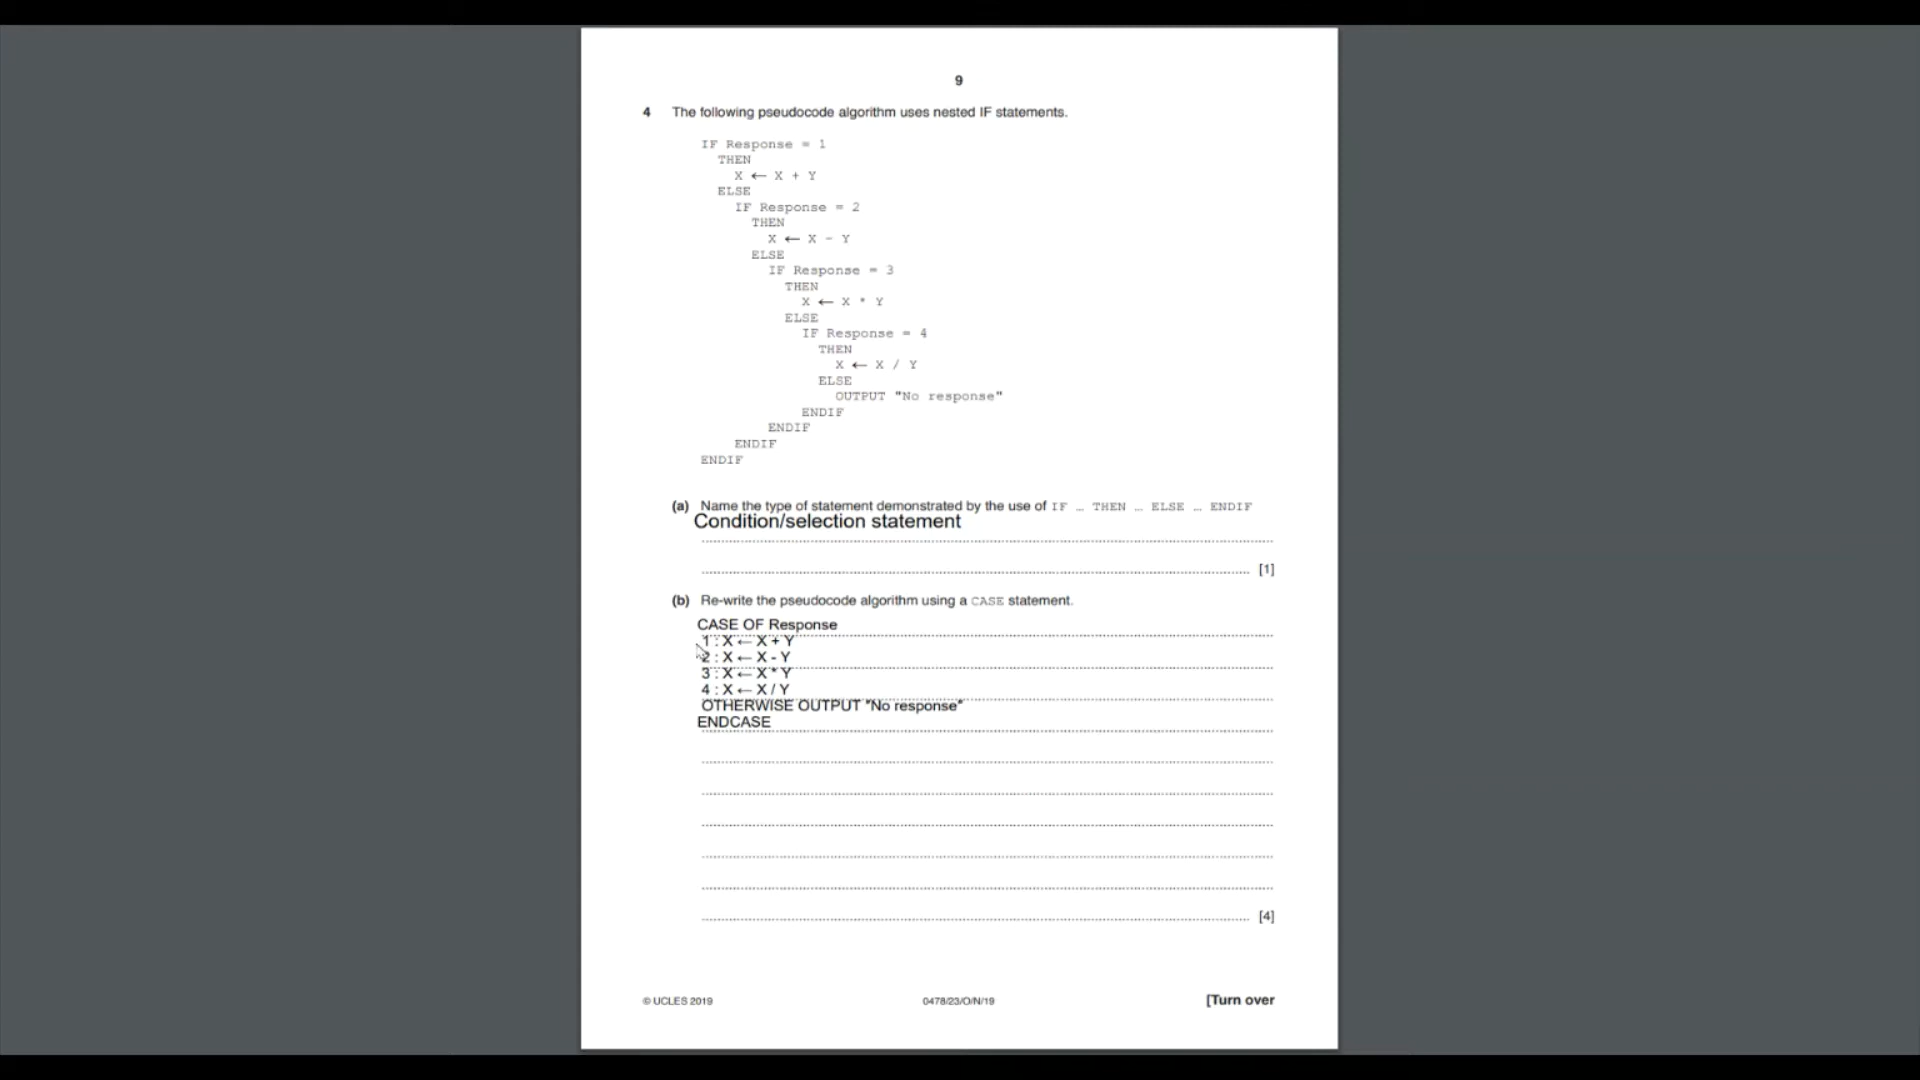 9
4 The following pseudocode algorithm uses nested IF statements.
IF Response = 1
THEN
X ← X + Y
ELSE
IF Response = 2
THEN
X ← X - Y
ELSE
IF Response = 3
THEN
X ← X * Y
ELSE
IF Response = 4
THEN
X ← X / Y
ELSE
OUTPUT "No response"
ENDIF
ENDIF
ENDIF
ENDIF
(a) Name the type of statement demonstrated by the use of IF … THEN … ELSE … ENDIF
Condition/selection statement
[1]
(b) Re-write the pseudocode algorithm using a CASE statement.
CASE OF Response
1 : X ← X + Y
2 : X ← X - Y
3 : X ← X * Y
4 : X ← X / Y
OTHERWISE OUTPUT "No response"
ENDCASE
[4]
© UCLES 2019 0478/23/O/N/19 [Turn over